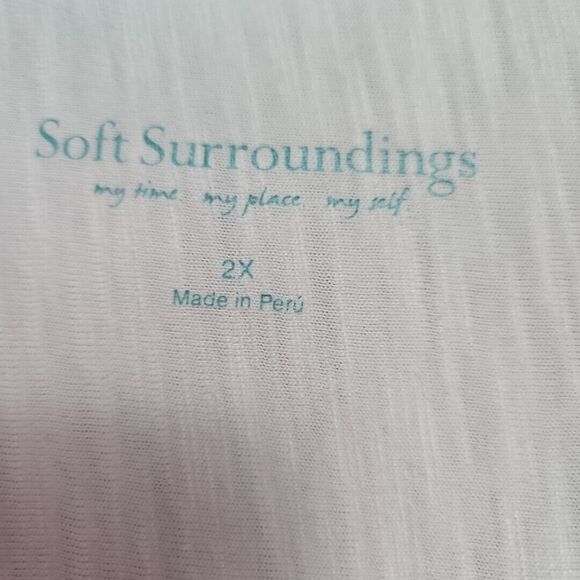 Soft Surroundings
my time. my place. my self.
2X
Made in Perú